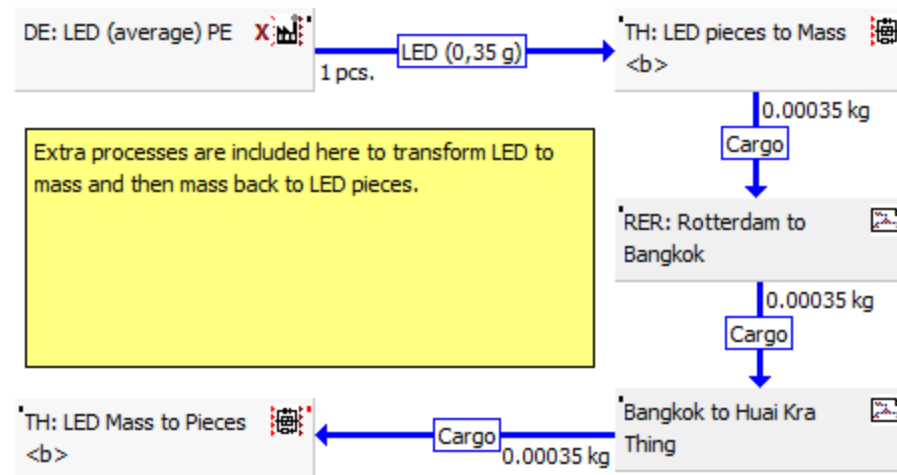 DE: LED (average) PE
X
LED (0,35 g)
1 pcs.
TH: LED pieces to Mass
<b>
0.00035 kg
Cargo
Extra processes are included here to transform LED to
mass and then mass back to LED pieces.
RER: Rotterdam to
Bangkok
0.00035 kg
Cargo
Bangkok to Huai Kra
Thing
Cargo
0.00035 kg
TH: LED Mass to Pieces
<b>